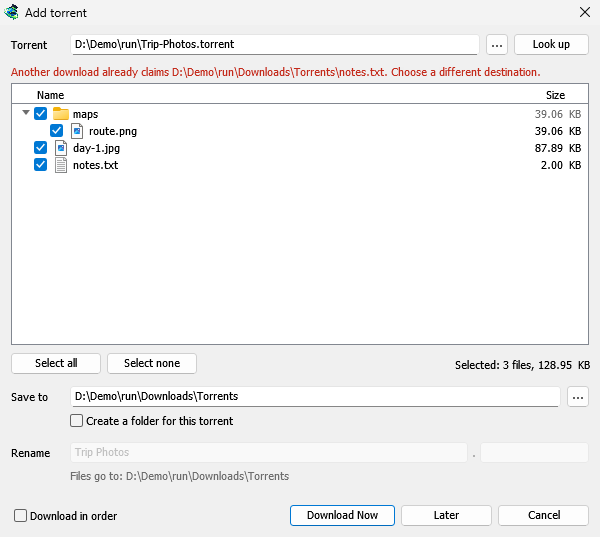 Add torrent
Torrent D:\Demo\run\Trip-Photos.torrent ... Look up
Another download already claims D:\Demo\run\Downloads\Torrents\notes.txt. Choose a different destination.
Name Size
maps 39.06 KB
route.png 39.06 KB
day-1.jpg 87.89 KB
notes.txt 2.00 KB
Select all Select none Selected: 3 files, 128.95 KB
Save to D:\Demo\run\Downloads\Torrents ...
Create a folder for this torrent
Rename Trip Photos .
Files go to: D:\Demo\run\Downloads\Torrents
Download in order Download Now Later Cancel